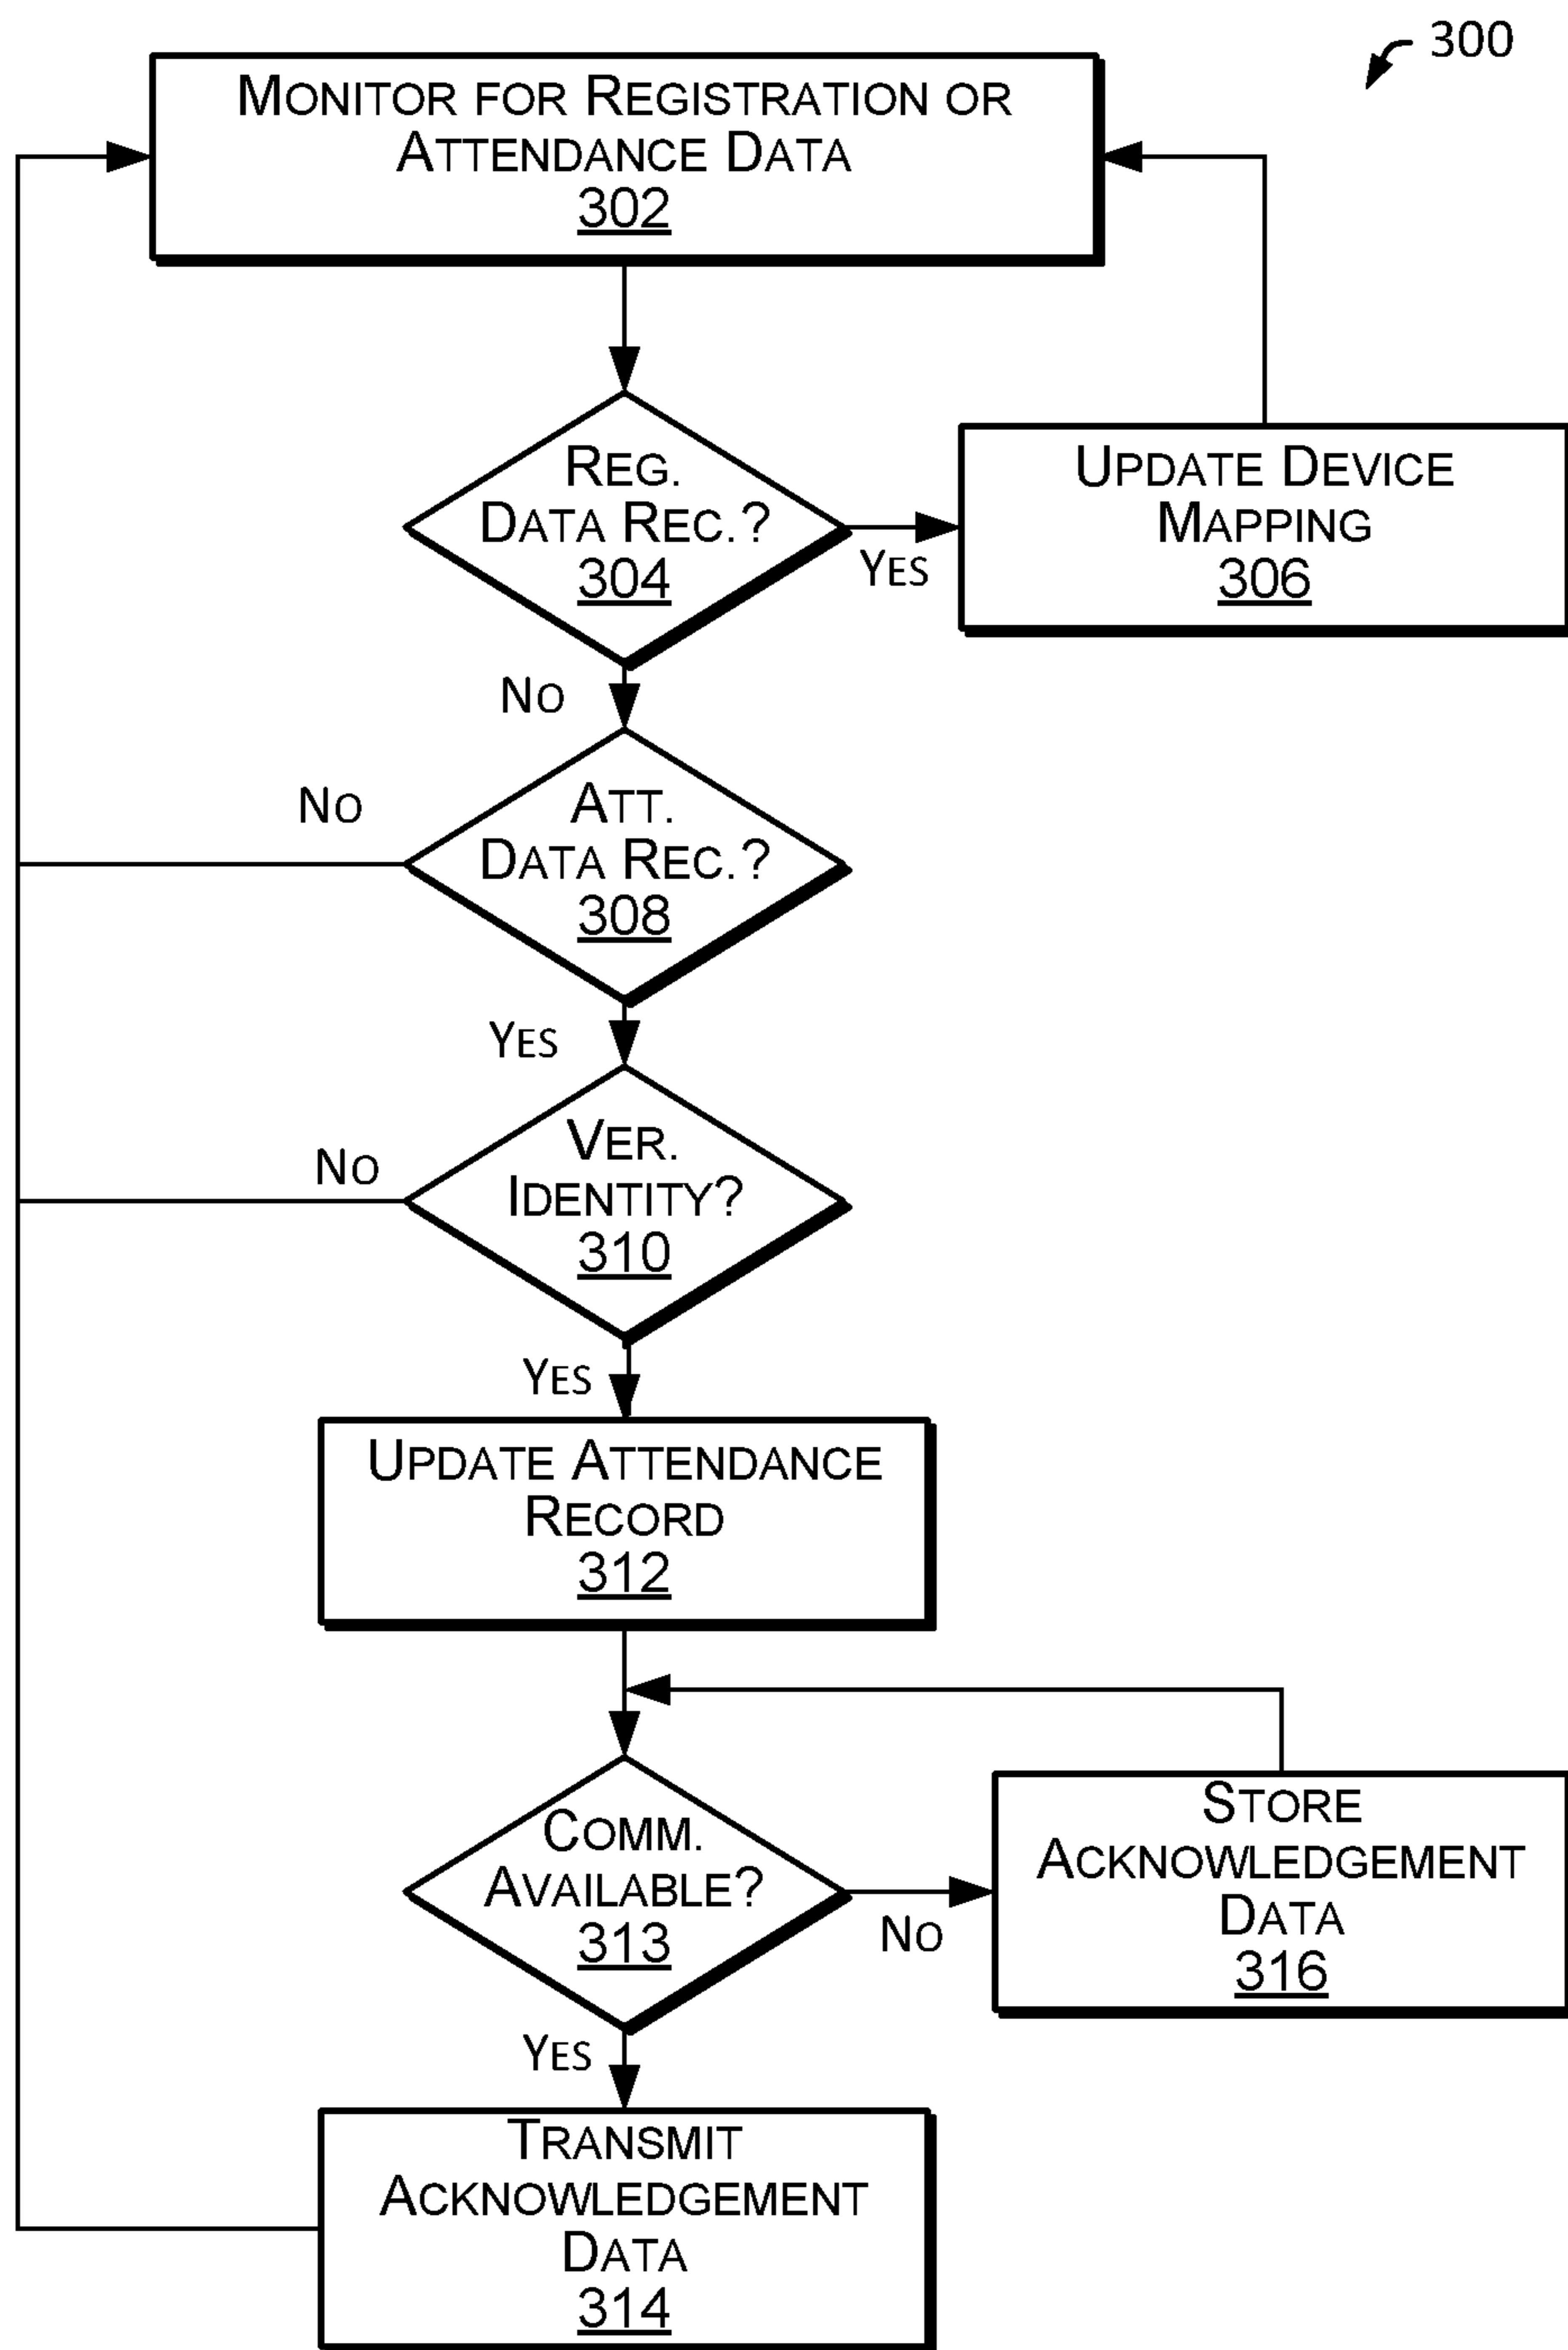 300
MONITOR FOR REGISTRATION OR
ATTENDANCE DATA
302
REG.
DATA REC.?
304
YES
UPDATE DEVICE
MAPPING
306
NO
ATT.
DATA REC.?
308
NO
YES
VER.
IDENTITY?
310
NO
YES
UPDATE ATTENDANCE
RECORD
312
COMM.
AVAILABLE?
313
NO
STORE
ACKNOWLEDGEMENT
DATA
316
YES
TRANSMIT
ACKNOWLEDGEMENT
DATA
314